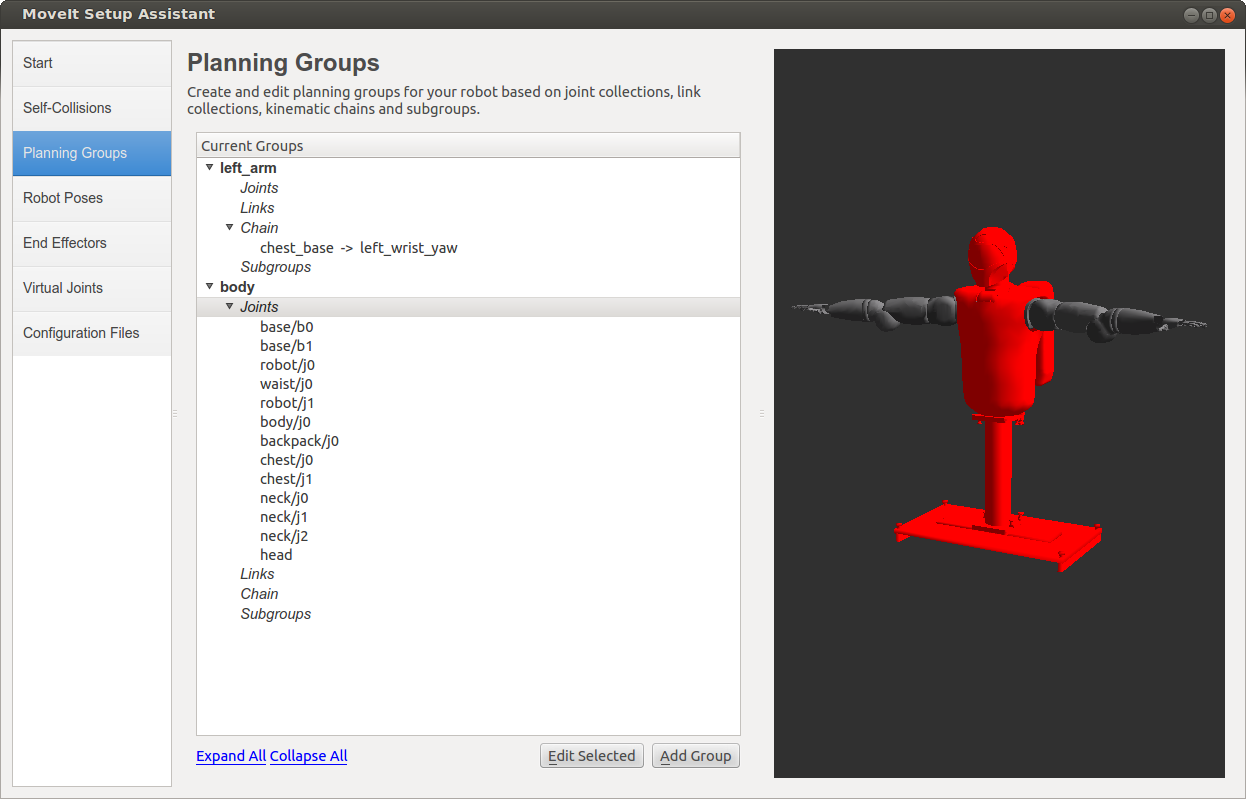 MoveIt Setup Assistant
Start
Self-Collisions
Planning Groups
Robot Poses
End Effectors
Virtual Joints
Configuration Files
Planning Groups
Create and edit planning groups for your robot based on joint collections, link
collections, kinematic chains and subgroups.
Current Groups
left_arm
Joints
Links
Chain
chest_base -> left_wrist_yaw
Subgroups
body
Joints
base/b0
base/b1
robot/j0
waist/j0
robot/j1
body/j0
backpack/j0
chest/j0
chest/j1
neck/j0
neck/j1
neck/j2
head
Links
Chain
Subgroups
Expand All Collapse All
Edit Selected
Add Group